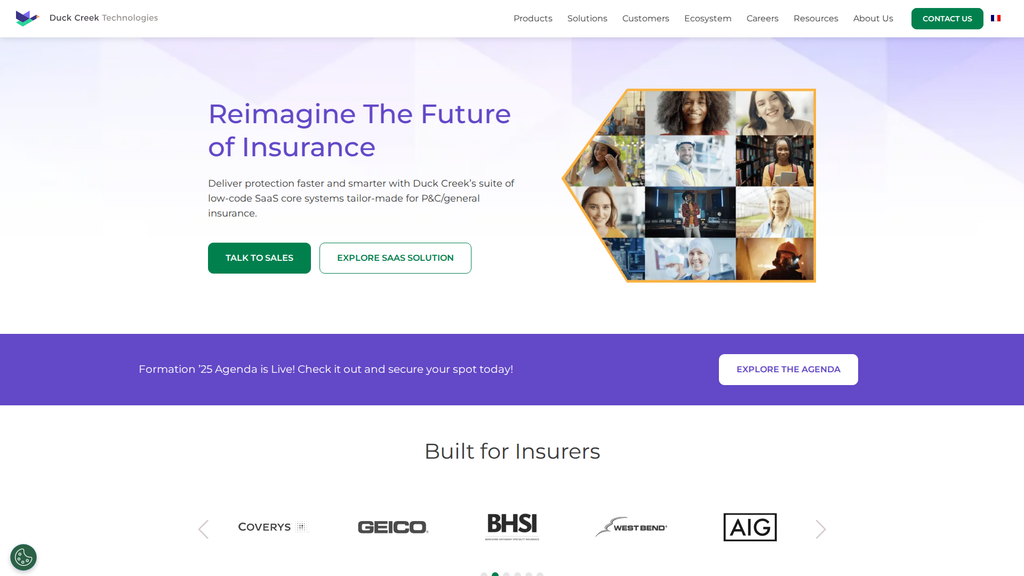 Duck Creek Technologies
Products
Solutions
Customers
Ecosystem
Careers
Resources
About Us
CONTACT US
Reimagine The Future
of Insurance
Deliver protection faster and smarter with Duck Creek’s suite of
low-code SaaS core systems tailor-made for P&C/general
insurance.
TALK TO SALES
EXPLORE SAAS SOLUTION
Formation ’25 Agenda is Live! Check it out and secure your spot today!
EXPLORE THE AGENDA
Built for Insurers
COVERYS
GEICO
BHSI
WEST BEND
AIG